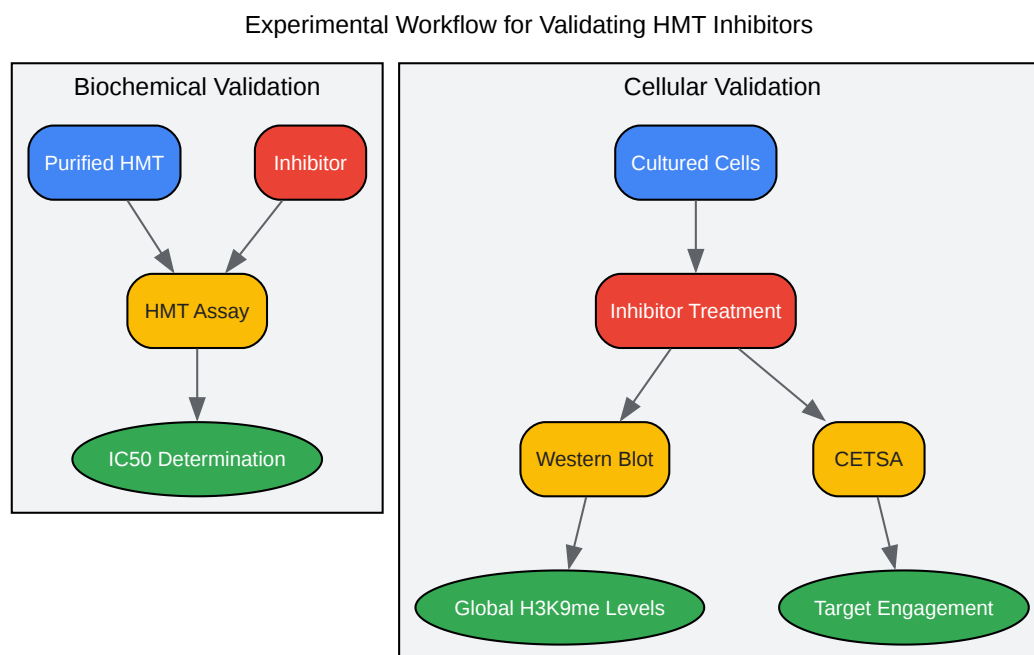 Experimental Workflow for Validating HMT Inhibitors
Biochemical Validation
Purified HMT
Inhibitor
HMT Assay
IC50 Determination
Cellular Validation
Cultured Cells
Inhibitor Treatment
Western Blot
CETSA
Global H3K9me Levels
Target Engagement